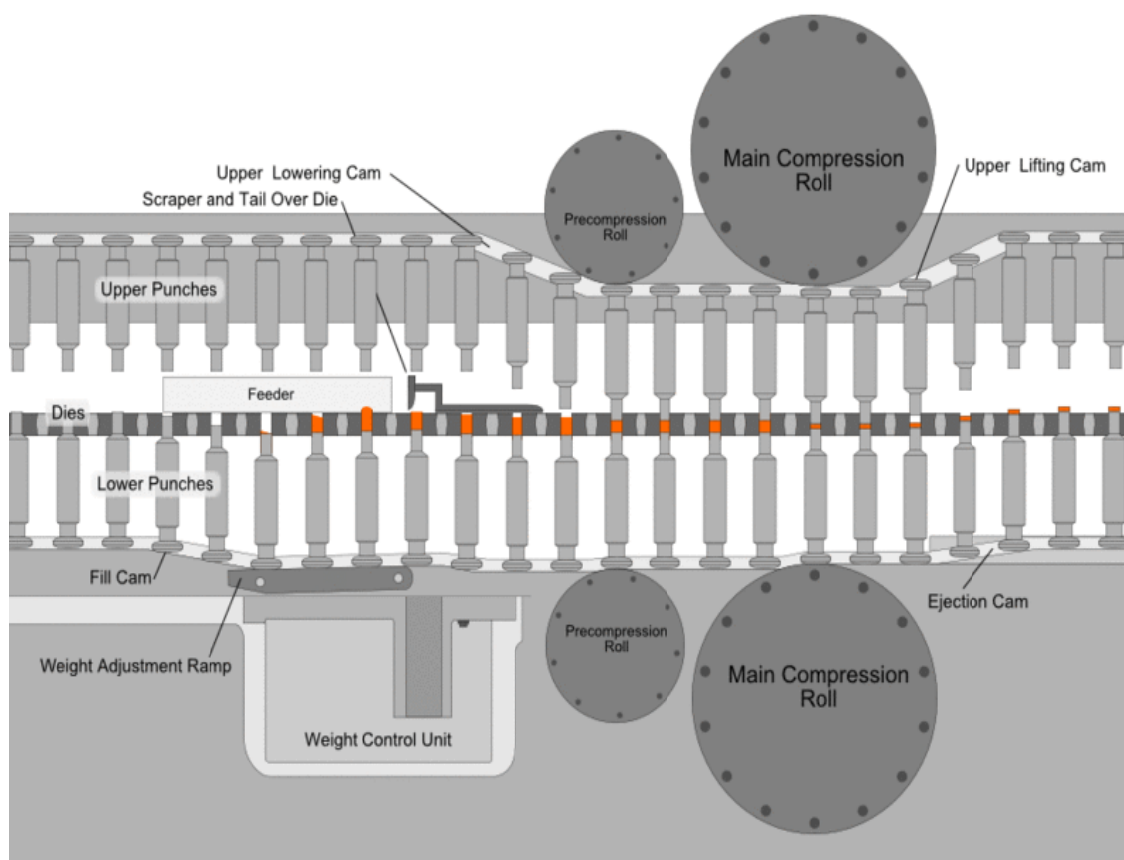 Main Compression
Roll
Upper Lowering Cam
Scraper and Tail Over Die
Upper Lifting Cam
Precompression
Roll
Upper Punches
Feeder
Dies
Lower Punches
Fill Cam
Ejection Cam
Weight Adjustment Ramp
Precompression
Roll
Main Compression
Roll
Weight Control Unit